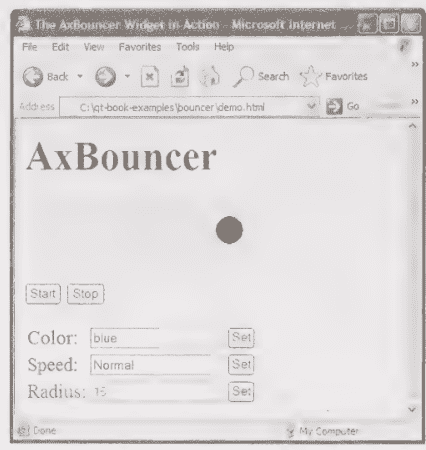 The AxBouncer Widget in Action - Microsoft Internet ...
File Edit View Favorites Tools Help
Back Search Favorites »
Address C:\qt-book-examples\bouncer\demo.html Go »
AxBouncer
Start Stop
Color: blue Set
Speed: Normal Set
Radius: 15 Set
Done My Computer